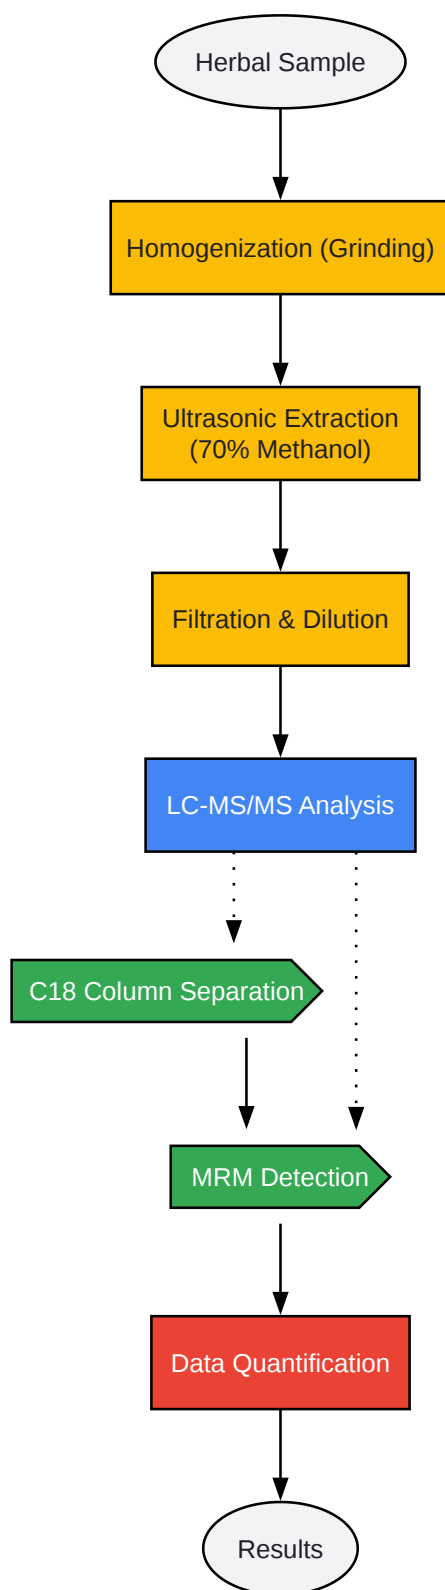 Herbal Sample
Homogenization (Grinding)
Ultrasonic Extraction
(70% Methanol)
Filtration & Dilution
LC-MS/MS Analysis
C18 Column Separation
MRM Detection
Data Quantification
Results